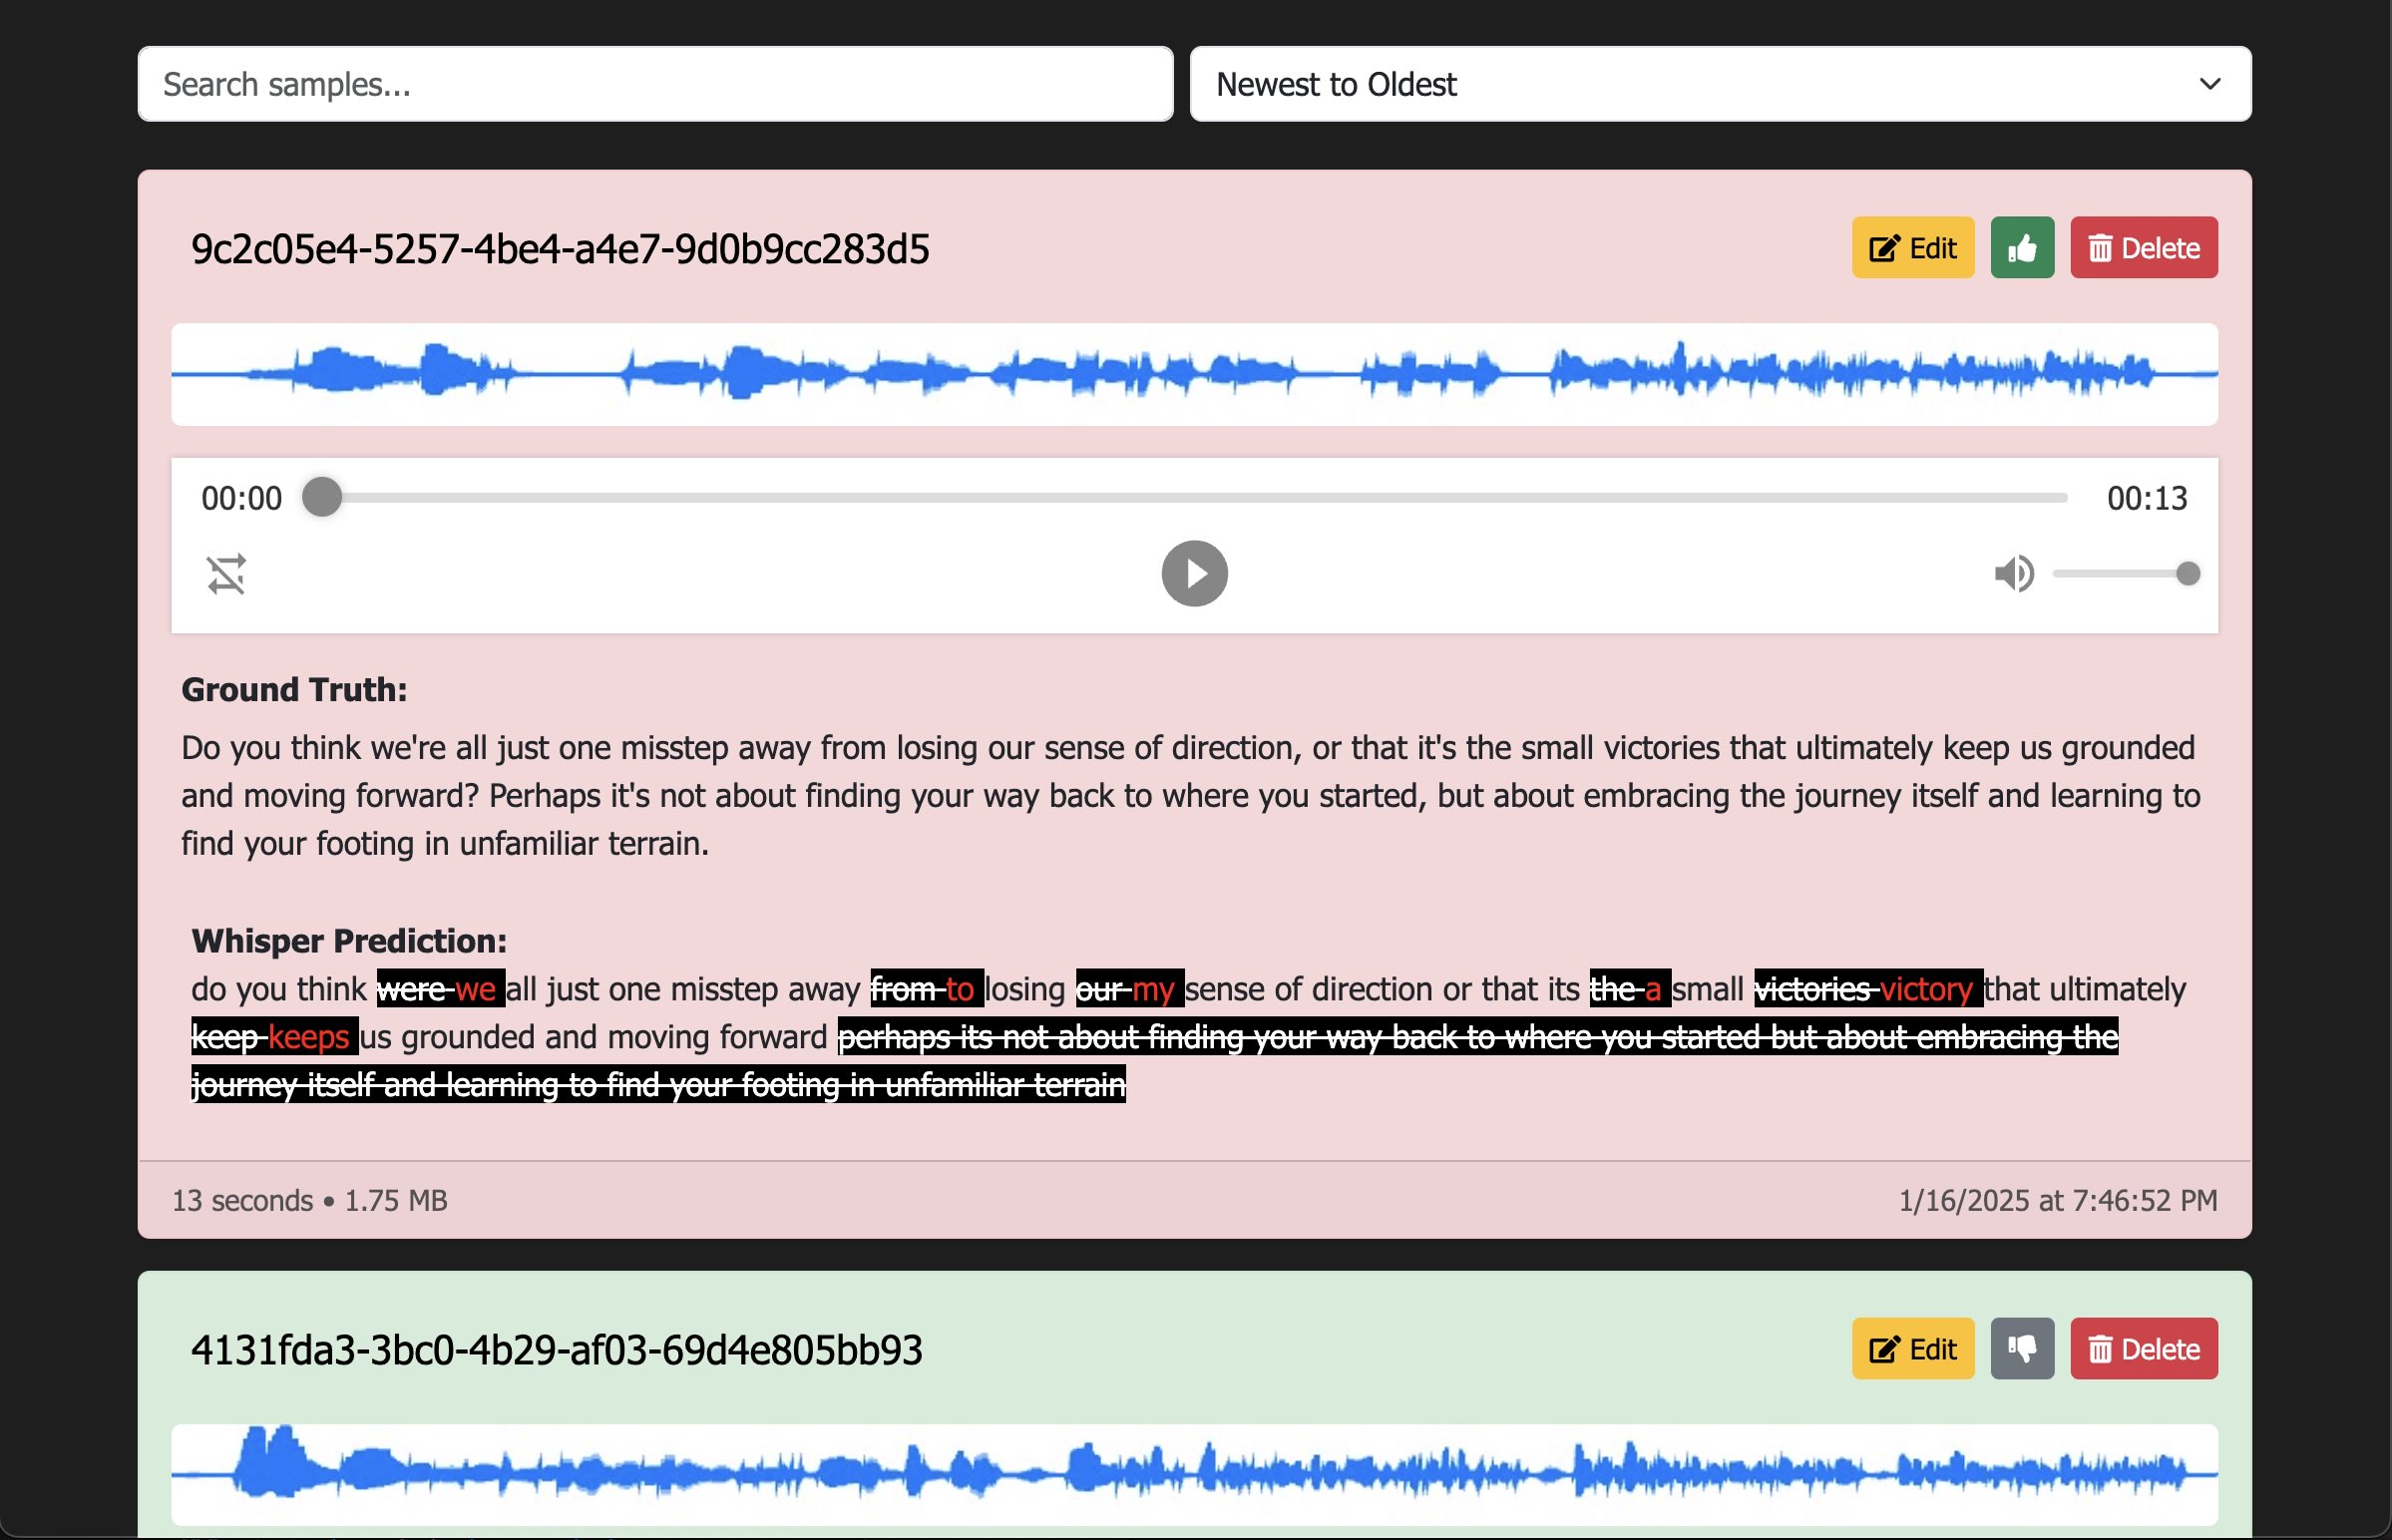 Search samples...
Newest to Oldest
9c2c05e4-5257-4be4-a4e7-9d0b9cc283d5
Edit
Delete
00:00
00:13
Ground Truth:
Do you think we're all just one misstep away from losing our sense of direction, or that it's the small victories that ultimately keep us grounded
and moving forward? Perhaps it's not about finding your way back to where you started, but about embracing the journey itself and learning to
find your footing in unfamiliar terrain.
Whisper Prediction:
do you think were we all just one misstep away from to losing our my sense of direction or that its the a small victories victory that ultimately
keep keeps us grounded and moving forward perhaps its not about finding your way back to where you started but about embracing the
journey itself and learning to find your footing in unfamiliar terrain
13 seconds • 1.75 MB
1/16/2025 at 7:46:52 PM
4131fda3-3bc0-4b29-af03-69d4e805bb93
Edit
Delete